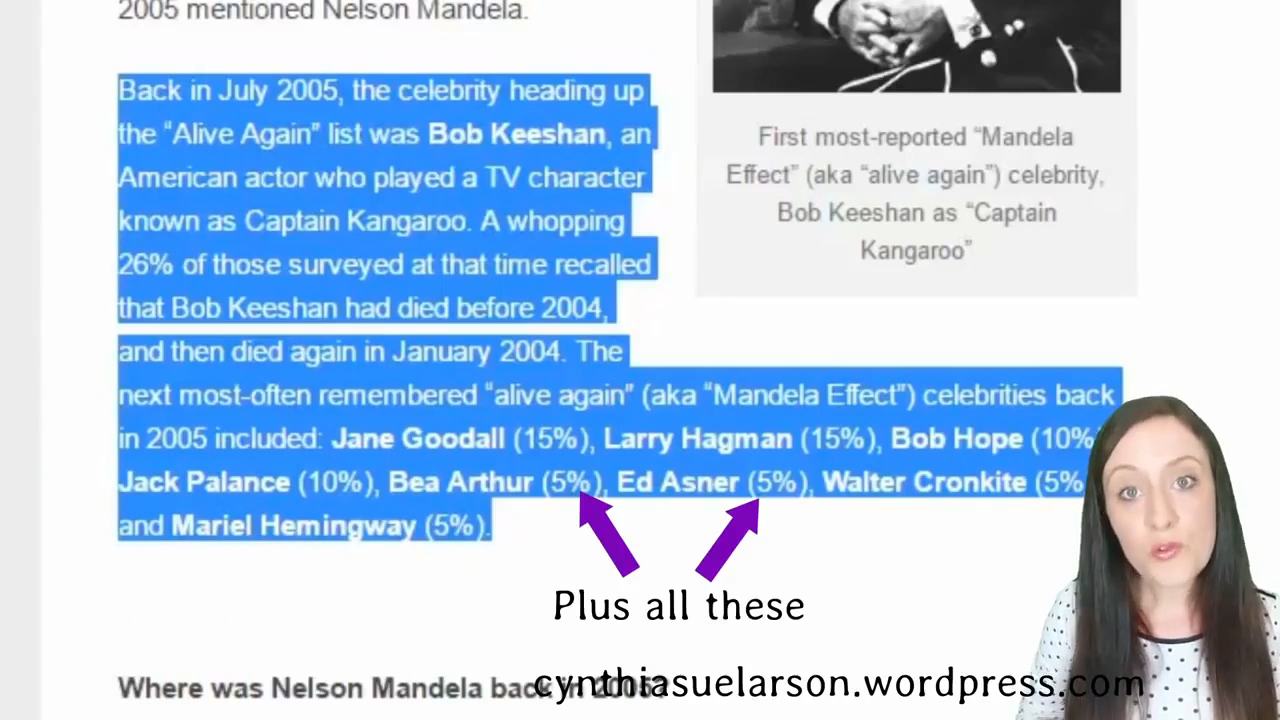 2005 mentioned Nelson Mandela.
Back in July 2005, the celebrity heading up
the “Alive Again” list was Bob Keeshan, an
American actor who played a TV character
known as Captain Kangaroo. A whopping
26% of those surveyed at that time recalled
that Bob Keeshan had died before 2004,
and then died again in January 2004. The
next most-often remembered “alive again” (aka “Mandela Effect”) celebrities back
in 2005 included: Jane Goodall (15%), Larry Hagman (15%), Bob Hope (10%
Jack Palance (10%), Bea Arthur (5%), Ed Asner (5%), Walter Cronkite (5%
and Mariel Hemingway (5%).
First most-reported “Mandela
Effect” (aka “alive again”) celebrity,
Bob Keeshan as “Captain
Kangaroo”
Plus all these
cynthiasuelarson.wordpress.com
Where was Nelson Mandela back in 2005?